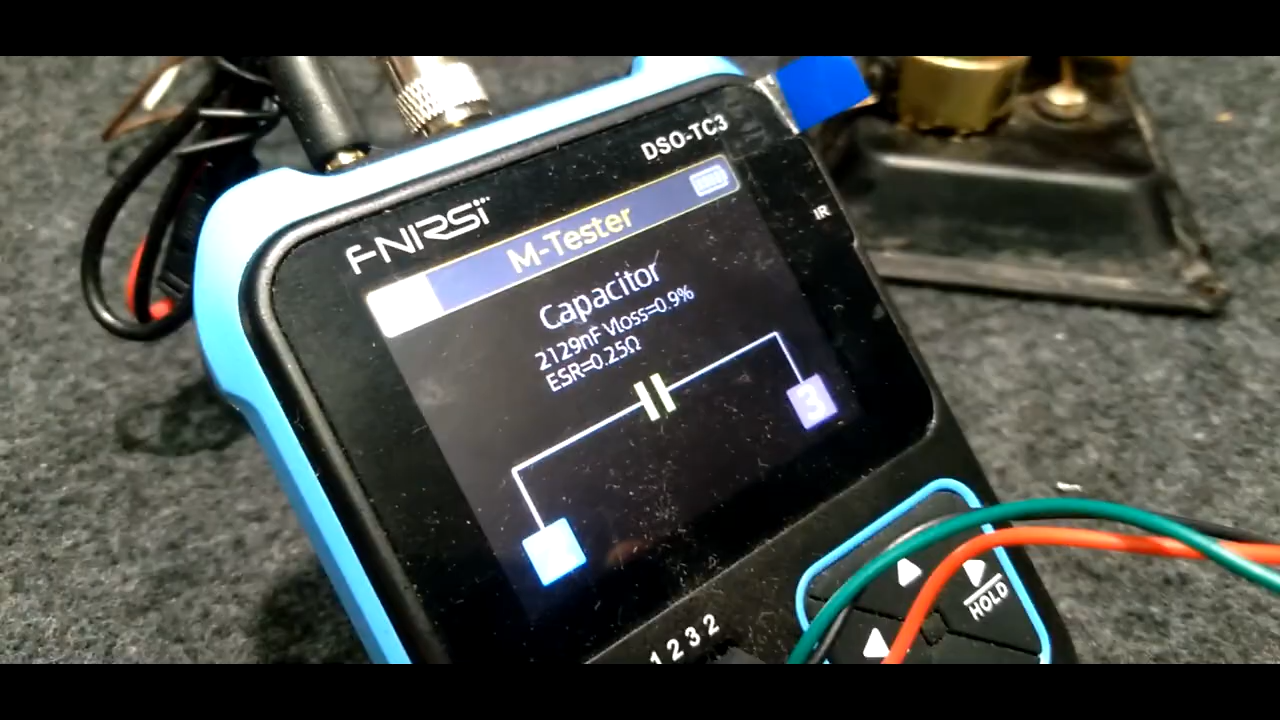 DSO-TC3
FNIRSI
IR
M-Tester
Capacitor
2129nF Vloss=0.9%
ESR=0.25Ω
3
HOLD
1 2 3 2